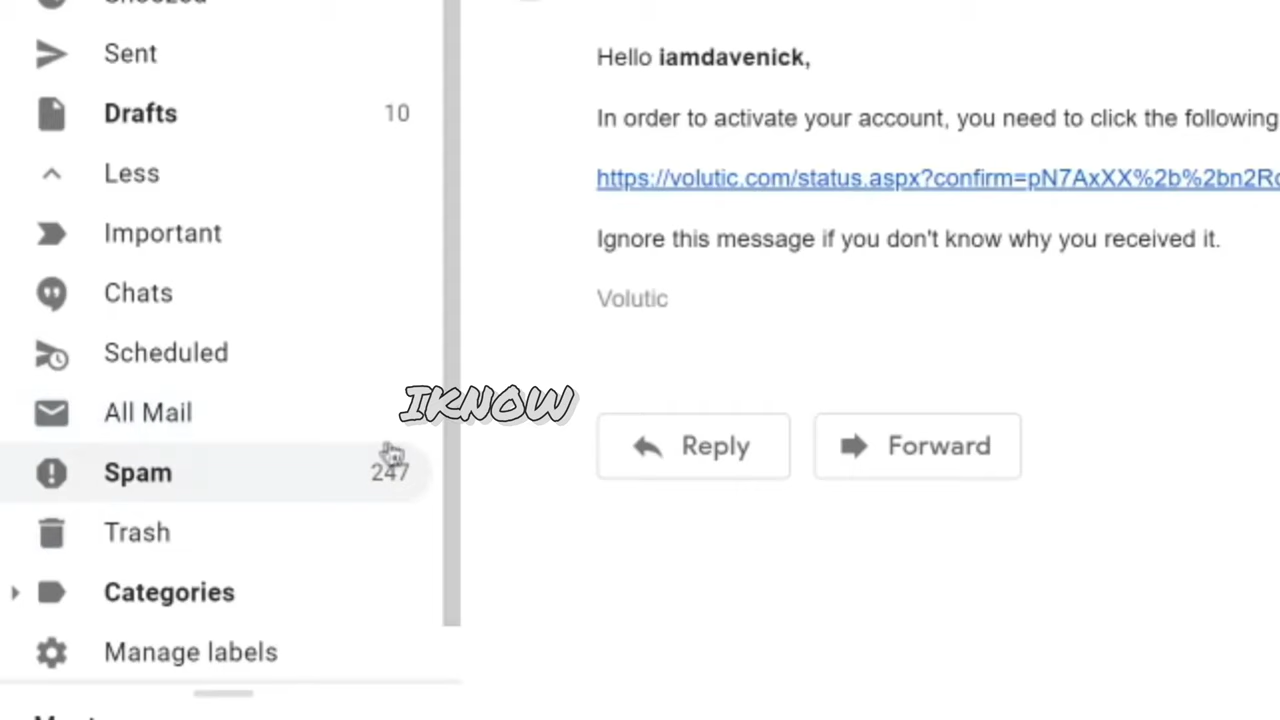 Sent
Drafts 10
Less
Important
Chats
Scheduled
All Mail
Spam 247
Trash
Categories
Manage labels
Hello iamdavenick,
In order to activate your account, you need to click the following
https://volutic.com/status.aspx?confirm=pN7AxXX%2b%2bn2R
Ignore this message if you don't know why you received it.
Volutic
IKNOW
Reply
Forward